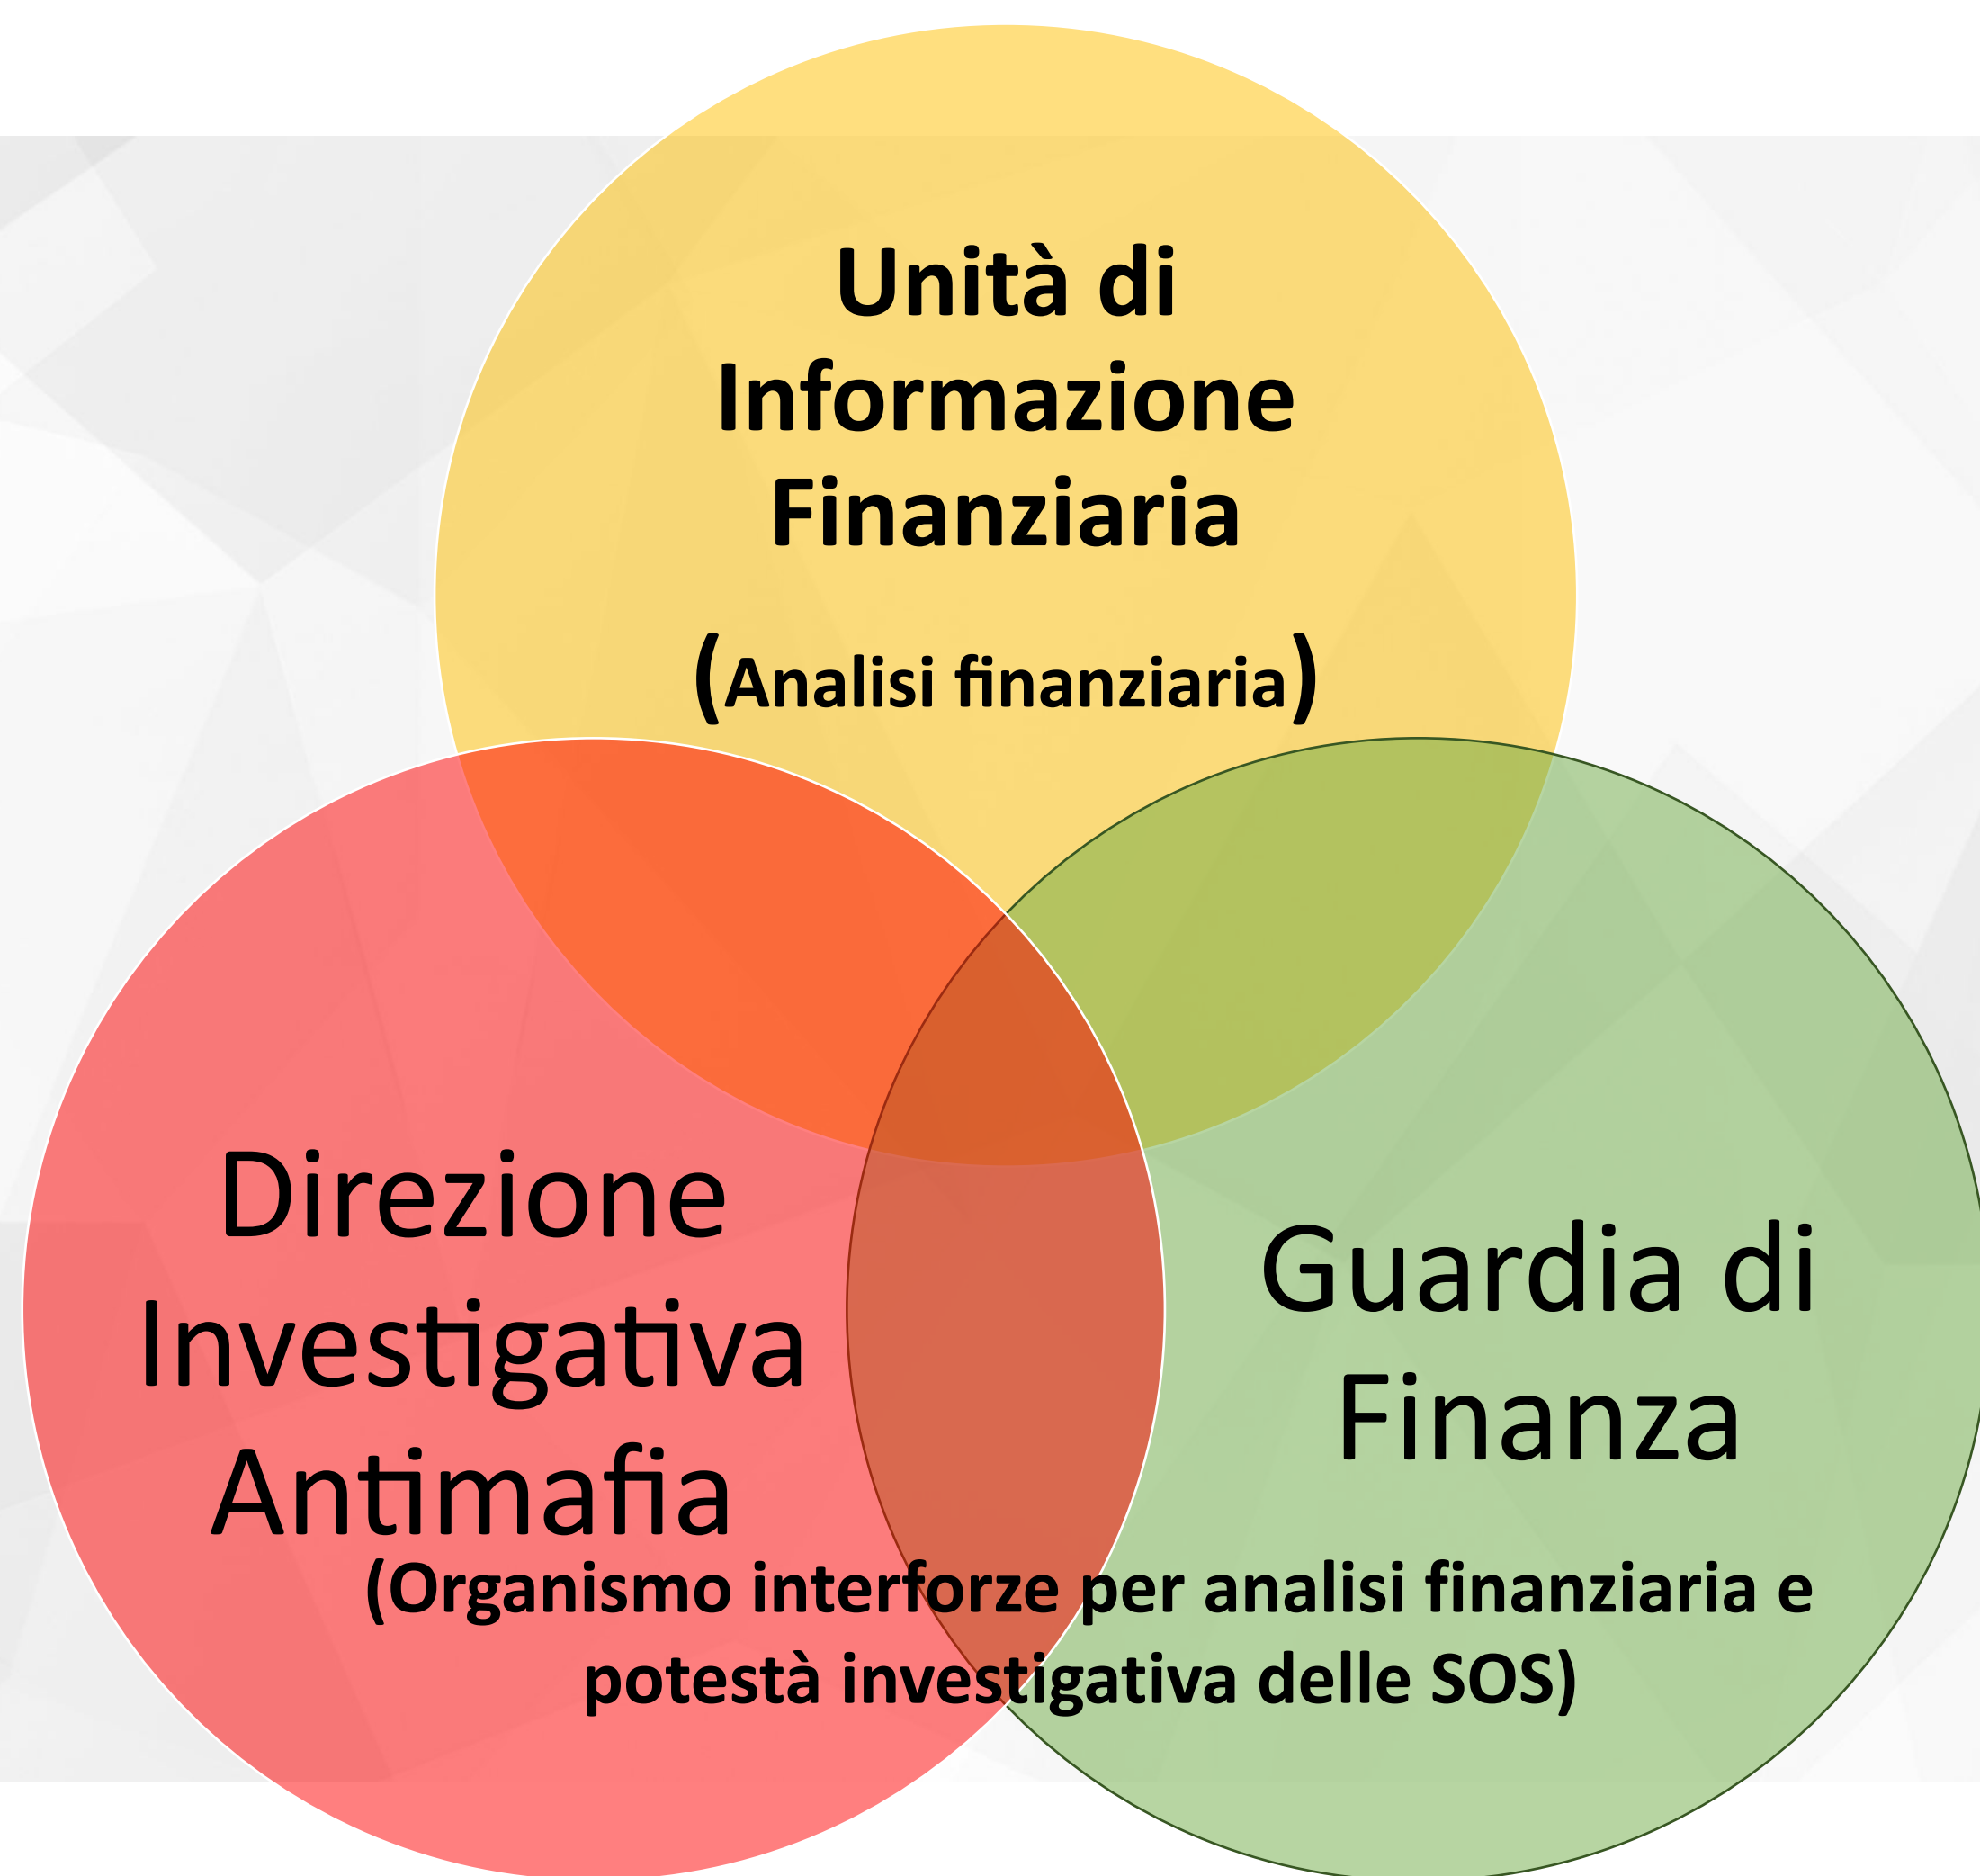 Unità di
Informazione
Finanziaria
(Analisi finanziaria)
Direzione
Investigativa
Antimafia
Guardia di
Finanza
(Organismo interforze per analisi finanziaria e
potestà investigativa delle SOS)